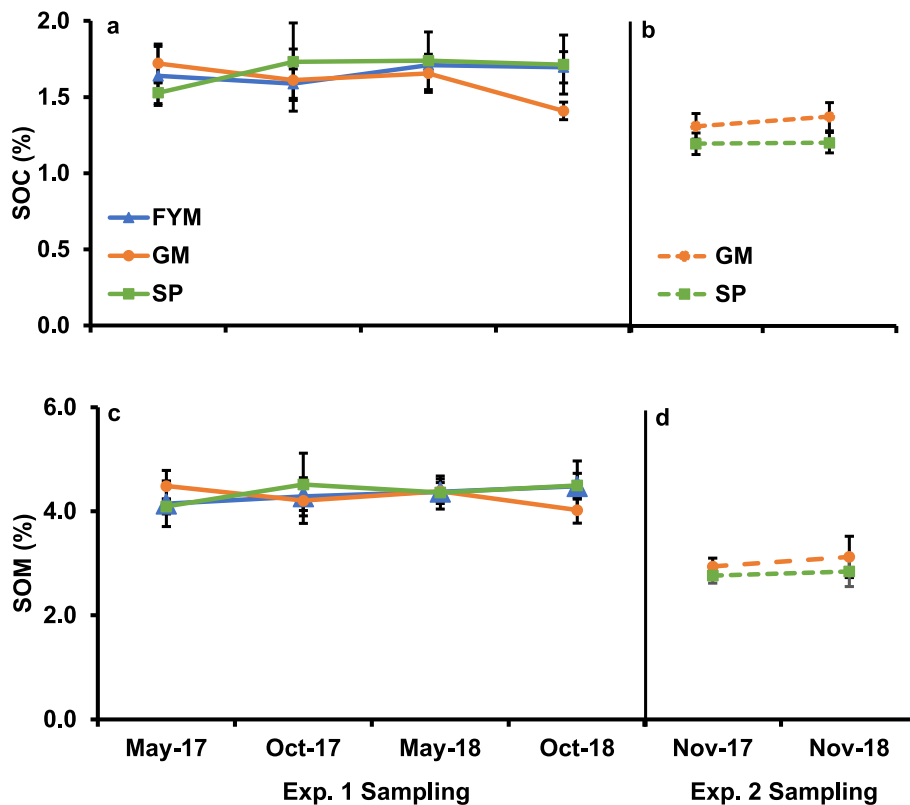 a
b
2.0
1.5
1.0
0.5
0.0
SOC (%)
FYM
GM
SP
GM
SP
c
d
6.0
4.0
2.0
0.0
SOM (%)
May-17 Oct-17 May-18 Oct-18 Nov-17 Nov-18
Exp. 1 Sampling Exp. 2 Sampling